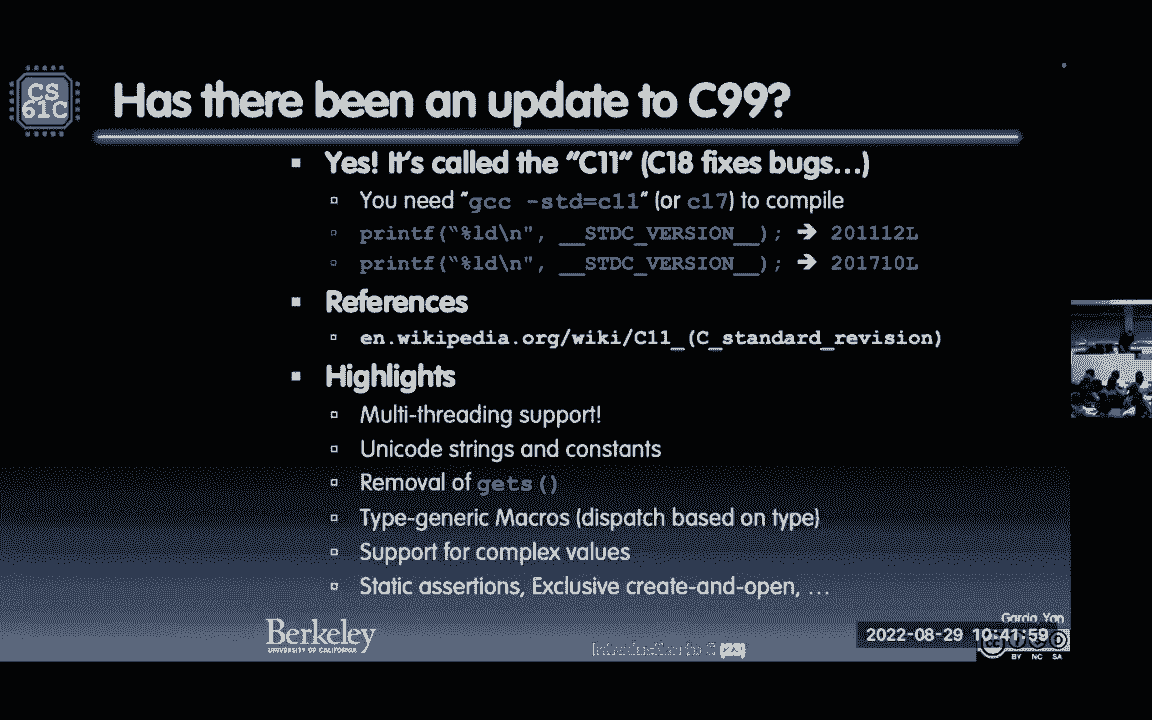 CS
61C
Has there been an update to C99?
Yes! It’s called the “C11” (C18 fixes bugs…)
You need “gcc -std=c11” (or c17) to compile
printf(“%ld\n", __STDC_VERSION__); ➔ 201112L
printf(“%ld\n", __STDC_VERSION__); ➔ 201710L
References
en.wikipedia.org/wiki/C11_(C_standard_revision)
Highlights
Multi-threading support!
Unicode strings and constants
Removal of gets()
Type-generic Macros (dispatch based on type)
Support for complex values
Static assertions, Exclusive create-and-open, …
Berkeley
UNIVERSITY OF CALIFORNIA
Introduction to C (23)
Yan
2022-08-29 10:41:59
cc
BY NC SA